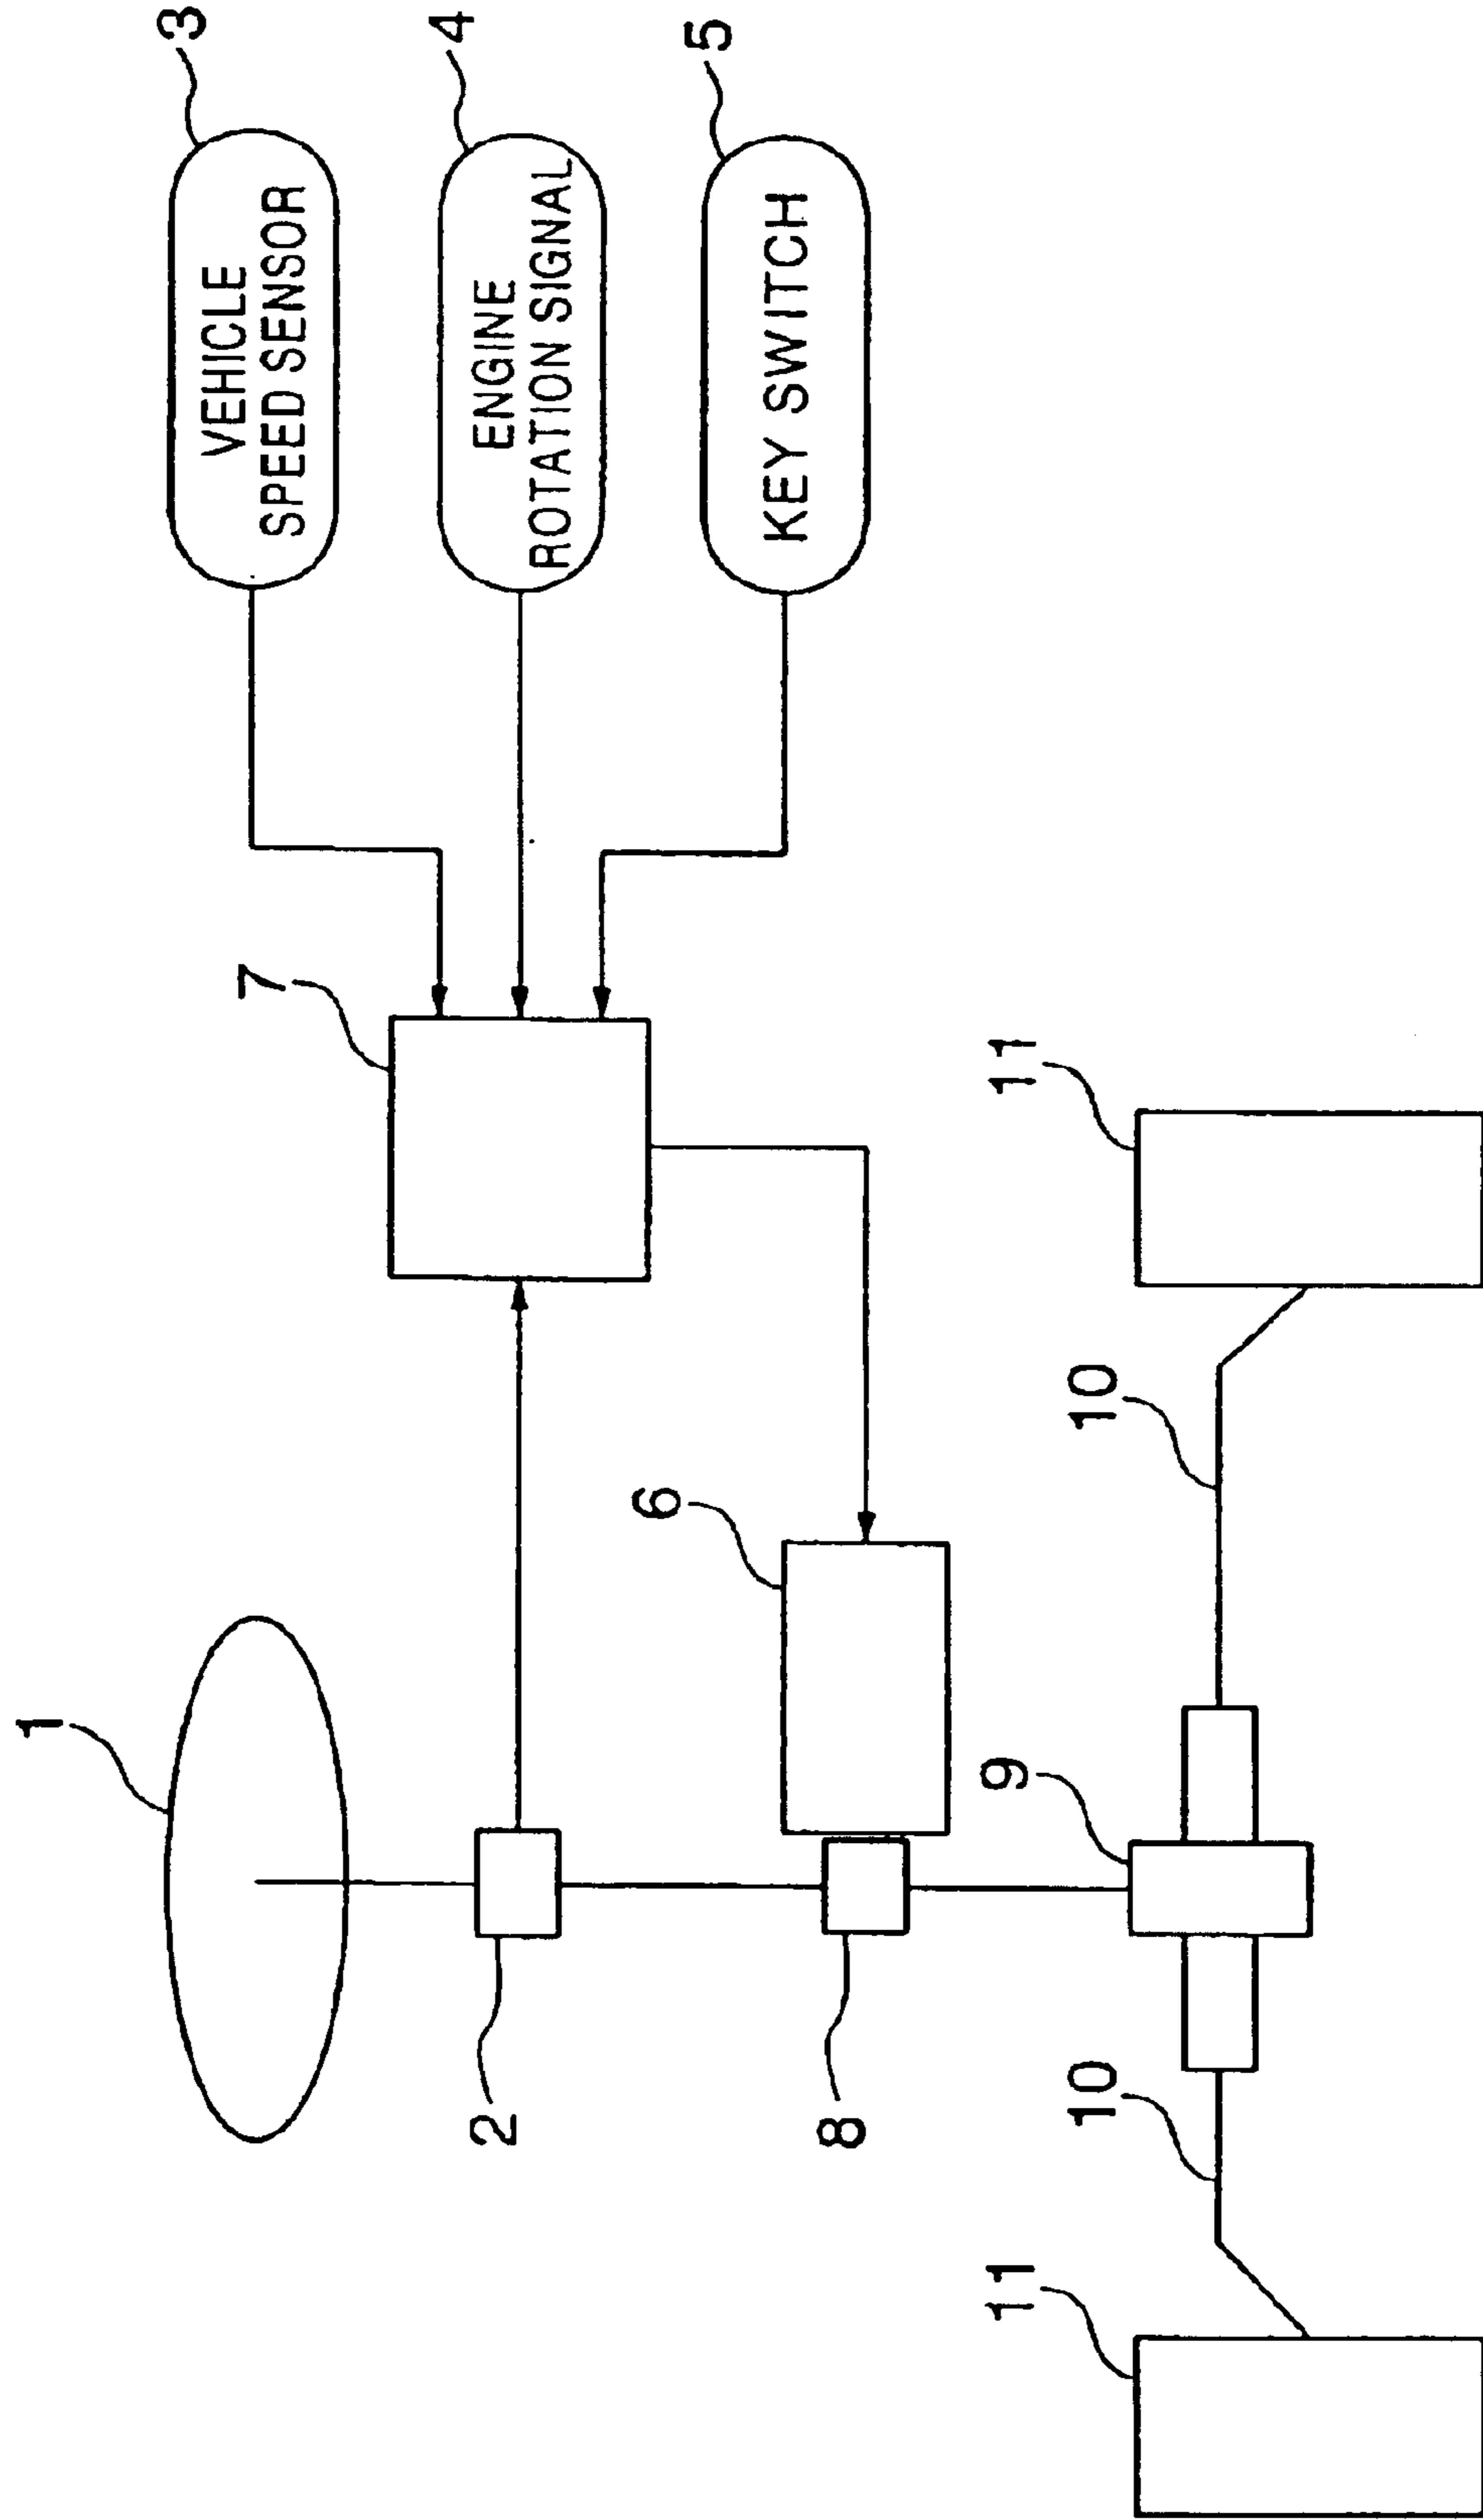 1
2
8
9
6
7
10
10
11
11
3
VEHICLE
SPEED SENSOR
4
ENGINE
ROTATION SIGNAL
5
KEY SWITCH